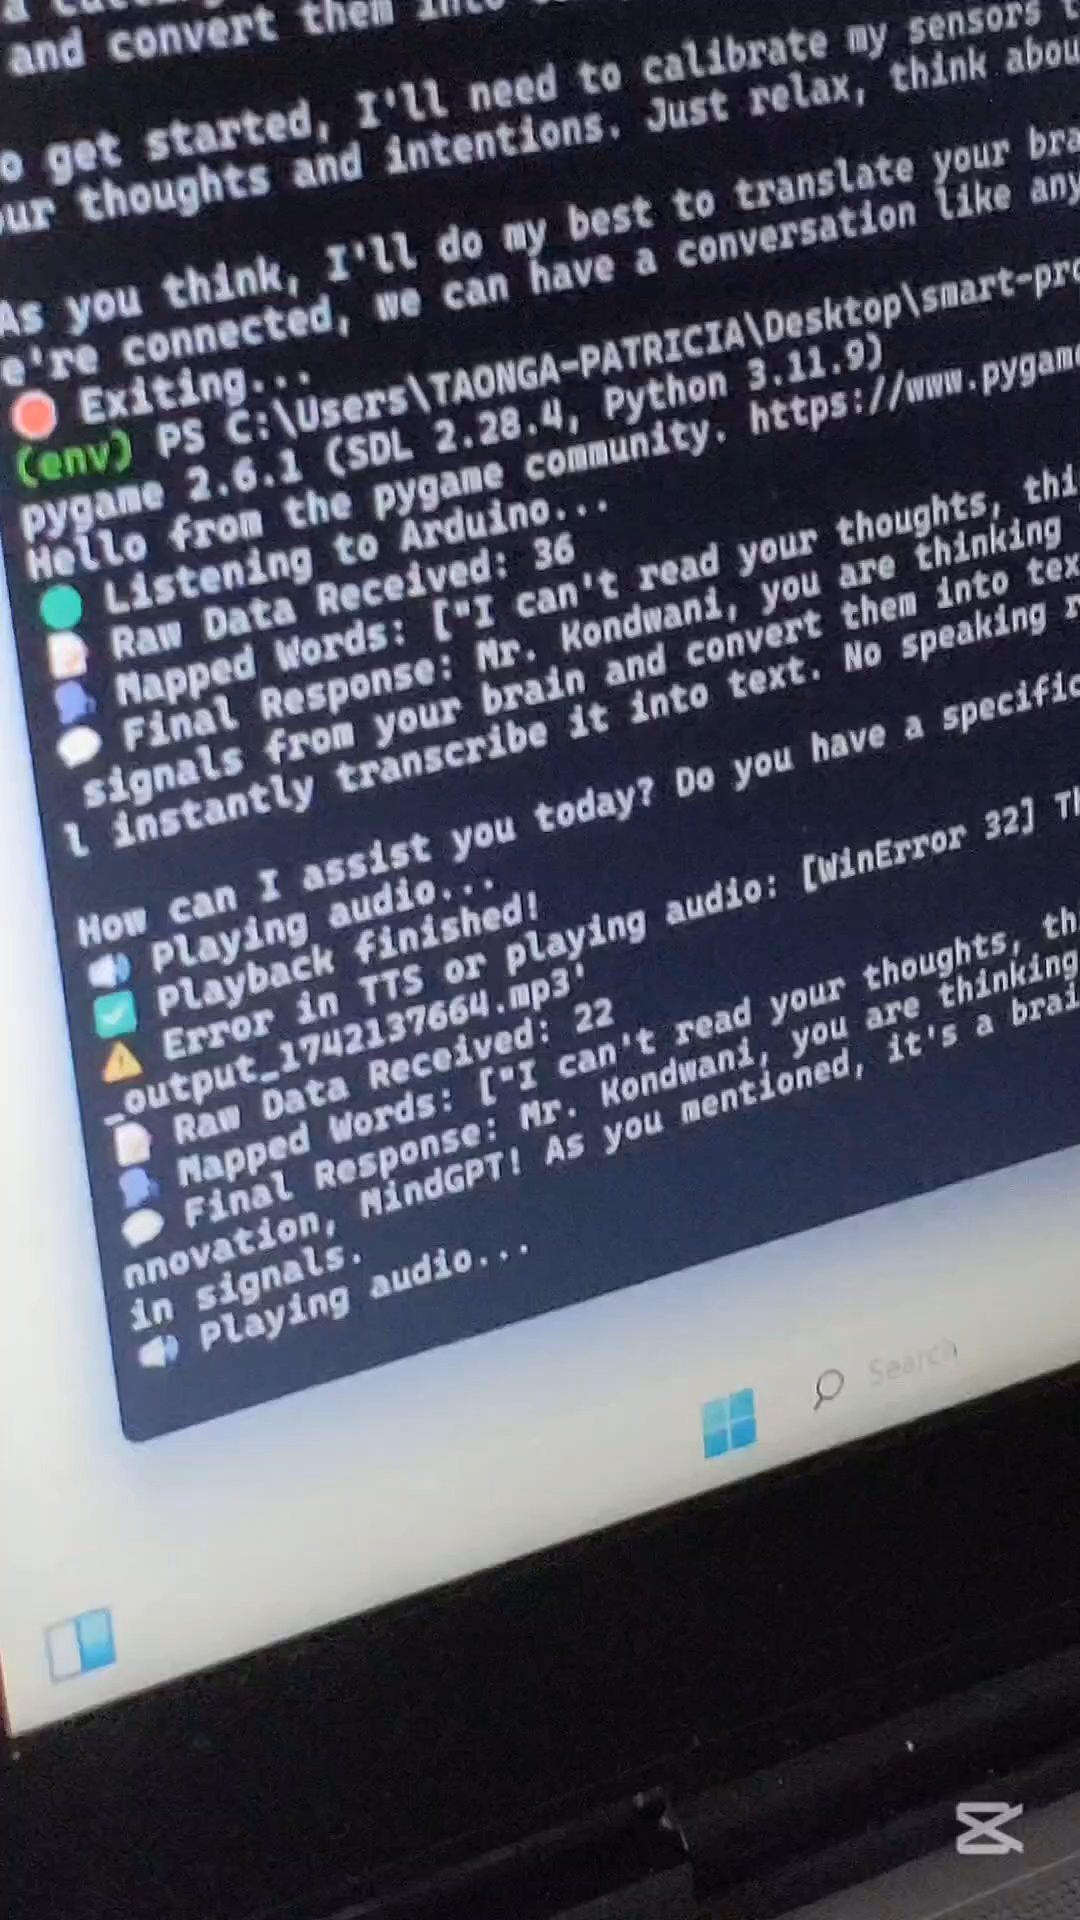 and convert them into
o get started, I'll need to calibrate my sensors
our thoughts and intentions. Just relax, think abou
As you think, I'll do my best to translate your bra
e're connected, we can have a conversation like any
🔴 Exiting...
(env) PS C:\Users\TAONGA-PATRICIA\Desktop\smart-pro
pygame 2.6.1 (SDL 2.28.4, Python 3.11.9)
Hello from the pygame community. https://www.pygame
🟢 Listening to Arduino...
📝 Raw Data Received: 36
🗣️ Mapped Words: ["I can't read your thoughts, thi
💬 Final Response: Mr. Kondwani, you are thinking
signals from your brain and convert them into tex
l instantly transcribe it into text. No speaking r
How can I assist you today? Do you have a specific
🔊 Playing audio...
✅ Playback finished!
⚠️ Error in TTS or playing audio: [WinError 32] Th
_output_1742137664.mp3'
📝 Raw Data Received: 22
🗣️ Mapped Words: ["I can't read your thoughts, th
💬 Final Response: Mr. Kondwani, you are thinking
nnovation, MindGPT! As you mentioned, it's a brai
in signals.
🔊 Playing audio...
Search